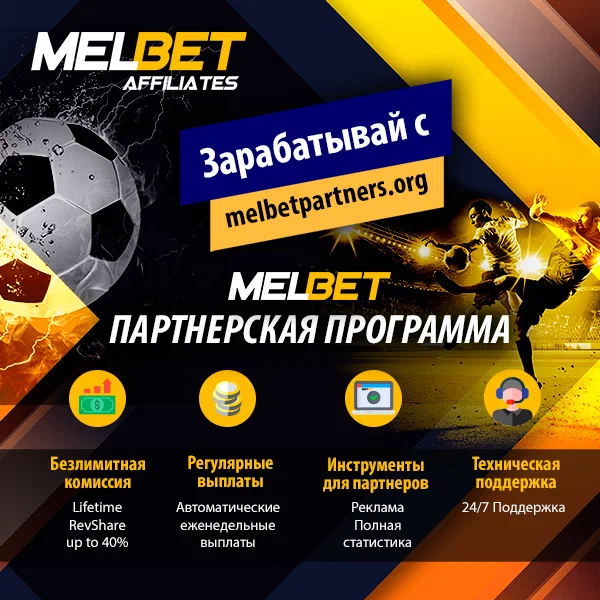 MELBET
AFFILIATES
Зарабатывай с
melbetpartners.org
MELBET
ПАРТНЕРСКАЯ ПРОГРАММА
Безлимитная
комиссия
Lifetime
RevShare
up to 40%
Регулярные
выплаты
Автоматические
еженедельные
выплаты
Инструменты
для партнеров
Реклама
Полная
статистика
Техническая
поддержка
24/7 Поддержка